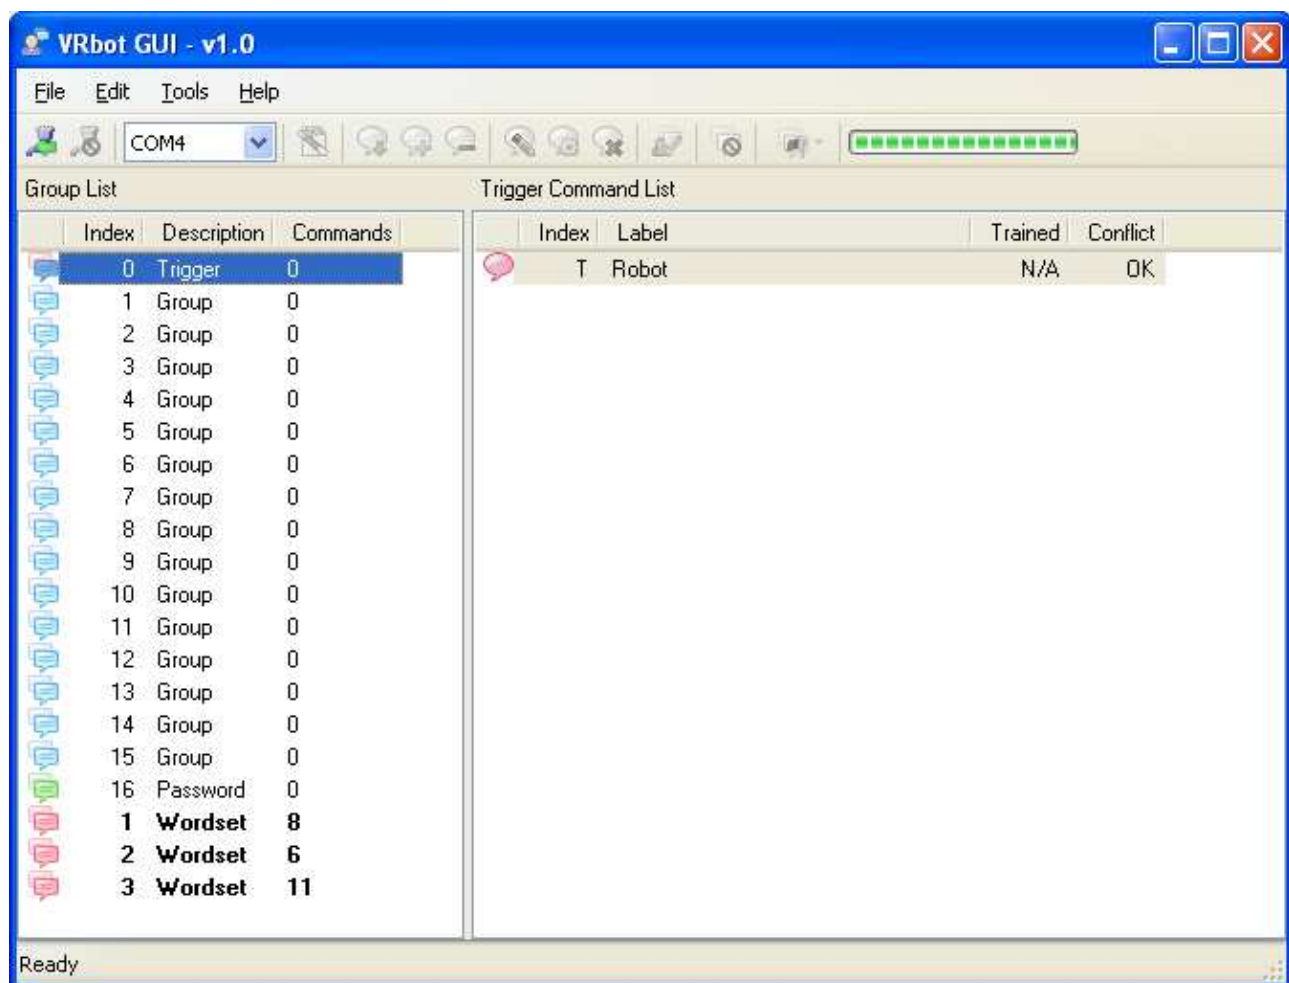 VRbot GUI - v1.0
File Edit Tools Help
COM4
Group List
Index Description Commands
0 Trigger 0
1 Group 0
2 Group 0
3 Group 0
4 Group 0
5 Group 0
6 Group 0
7 Group 0
8 Group 0
9 Group 0
10 Group 0
11 Group 0
12 Group 0
13 Group 0
14 Group 0
15 Group 0
16 Password 0
1 Wordset 8
2 Wordset 6
3 Wordset 11
Trigger Command List
Index Label Trained Conflict
T Robot N/A OK
Ready